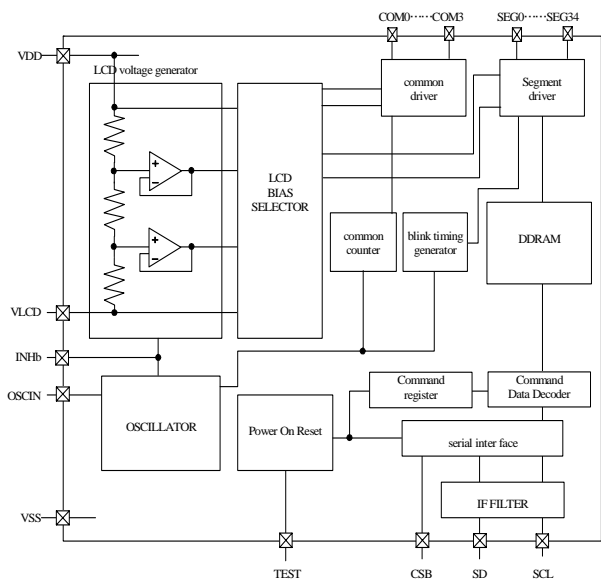 COM0······COM3
SEG0······SEG34
VDD
LCD voltage generator
common
driver
Segment
driver
+
−
LCD
BIAS
SELECTOR
+
−
common
counter
blink timing
generator
DDRAM
VLCD
INHb
OSCIN
OSCILLATOR
Power On Reset
Command
register
Command
Data Decoder
serial inter face
IF FILTER
VSS
TEST
CSB
SD
SCL